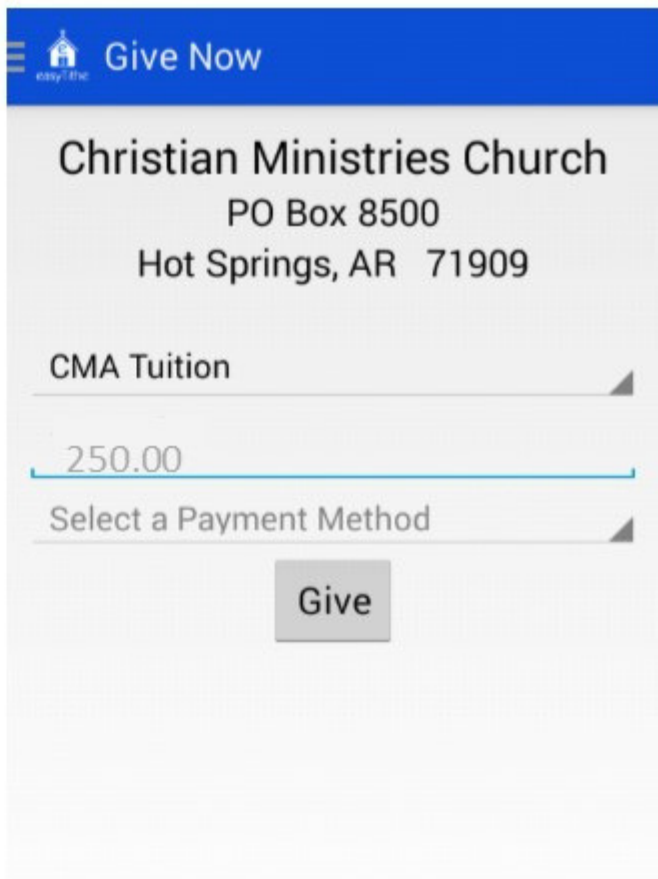 easyTithe
Give Now
Christian Ministries Church
PO Box 8500
Hot Springs, AR 71909
CMA Tuition
250.00
Select a Payment Method
Give